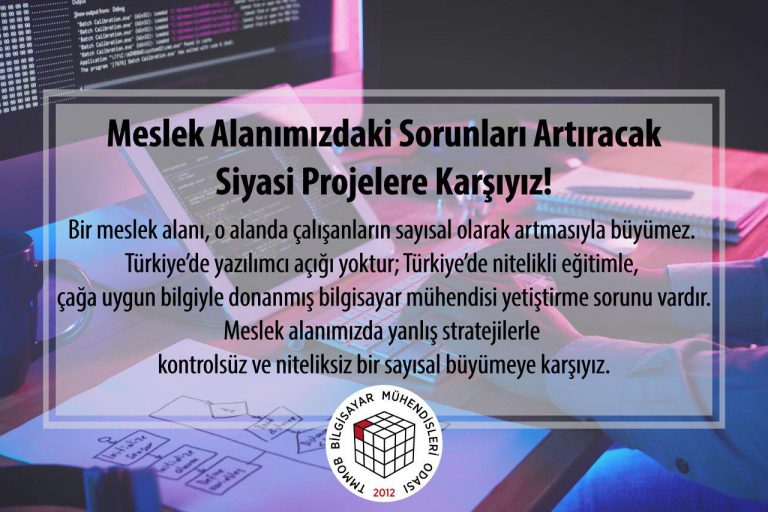 Output
Meslek Alanımızdaki Sorunları Artıracak
Siyasi Projelere Karşıyız!
Bir meslek alanı, o alanda çalışanların sayısal olarak artmasıyla büyümez.
Türkiye’de yazılımcı açığı yoktur; Türkiye’de nitelikli eğitimle,
çağa uygun bilgiyle donanmış bilgisayar mühendisi yetiştirme sorunu vardır.
Meslek alanımızda yanlış stratejilerle
kontrolsüz ve niteliksiz bir sayısal büyümeye karşıyız.
TMMOB BİLGİSAYAR MÜHENDİSLERİ ODASI
2012